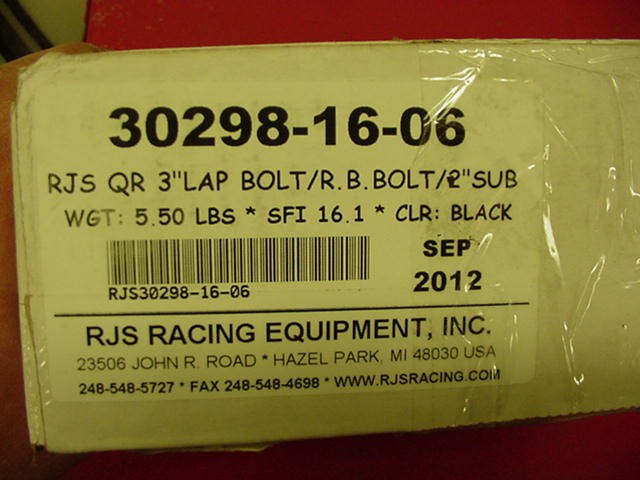 30298-16-06
RJS QR 3"LAP BOLT/R.B.BOLT/2"SUB
WGT: 5.50 LBS * SFI 16.1 * CLR: BLACK
SEP
2012
RJS30298-16-06
RJS RACING EQUIPMENT, INC.
23506 JOHN R. ROAD * HAZEL PARK, MI 48030 USA
248-548-5727 * FAX 248-548-4698 * WWW.RJSRACING.COM